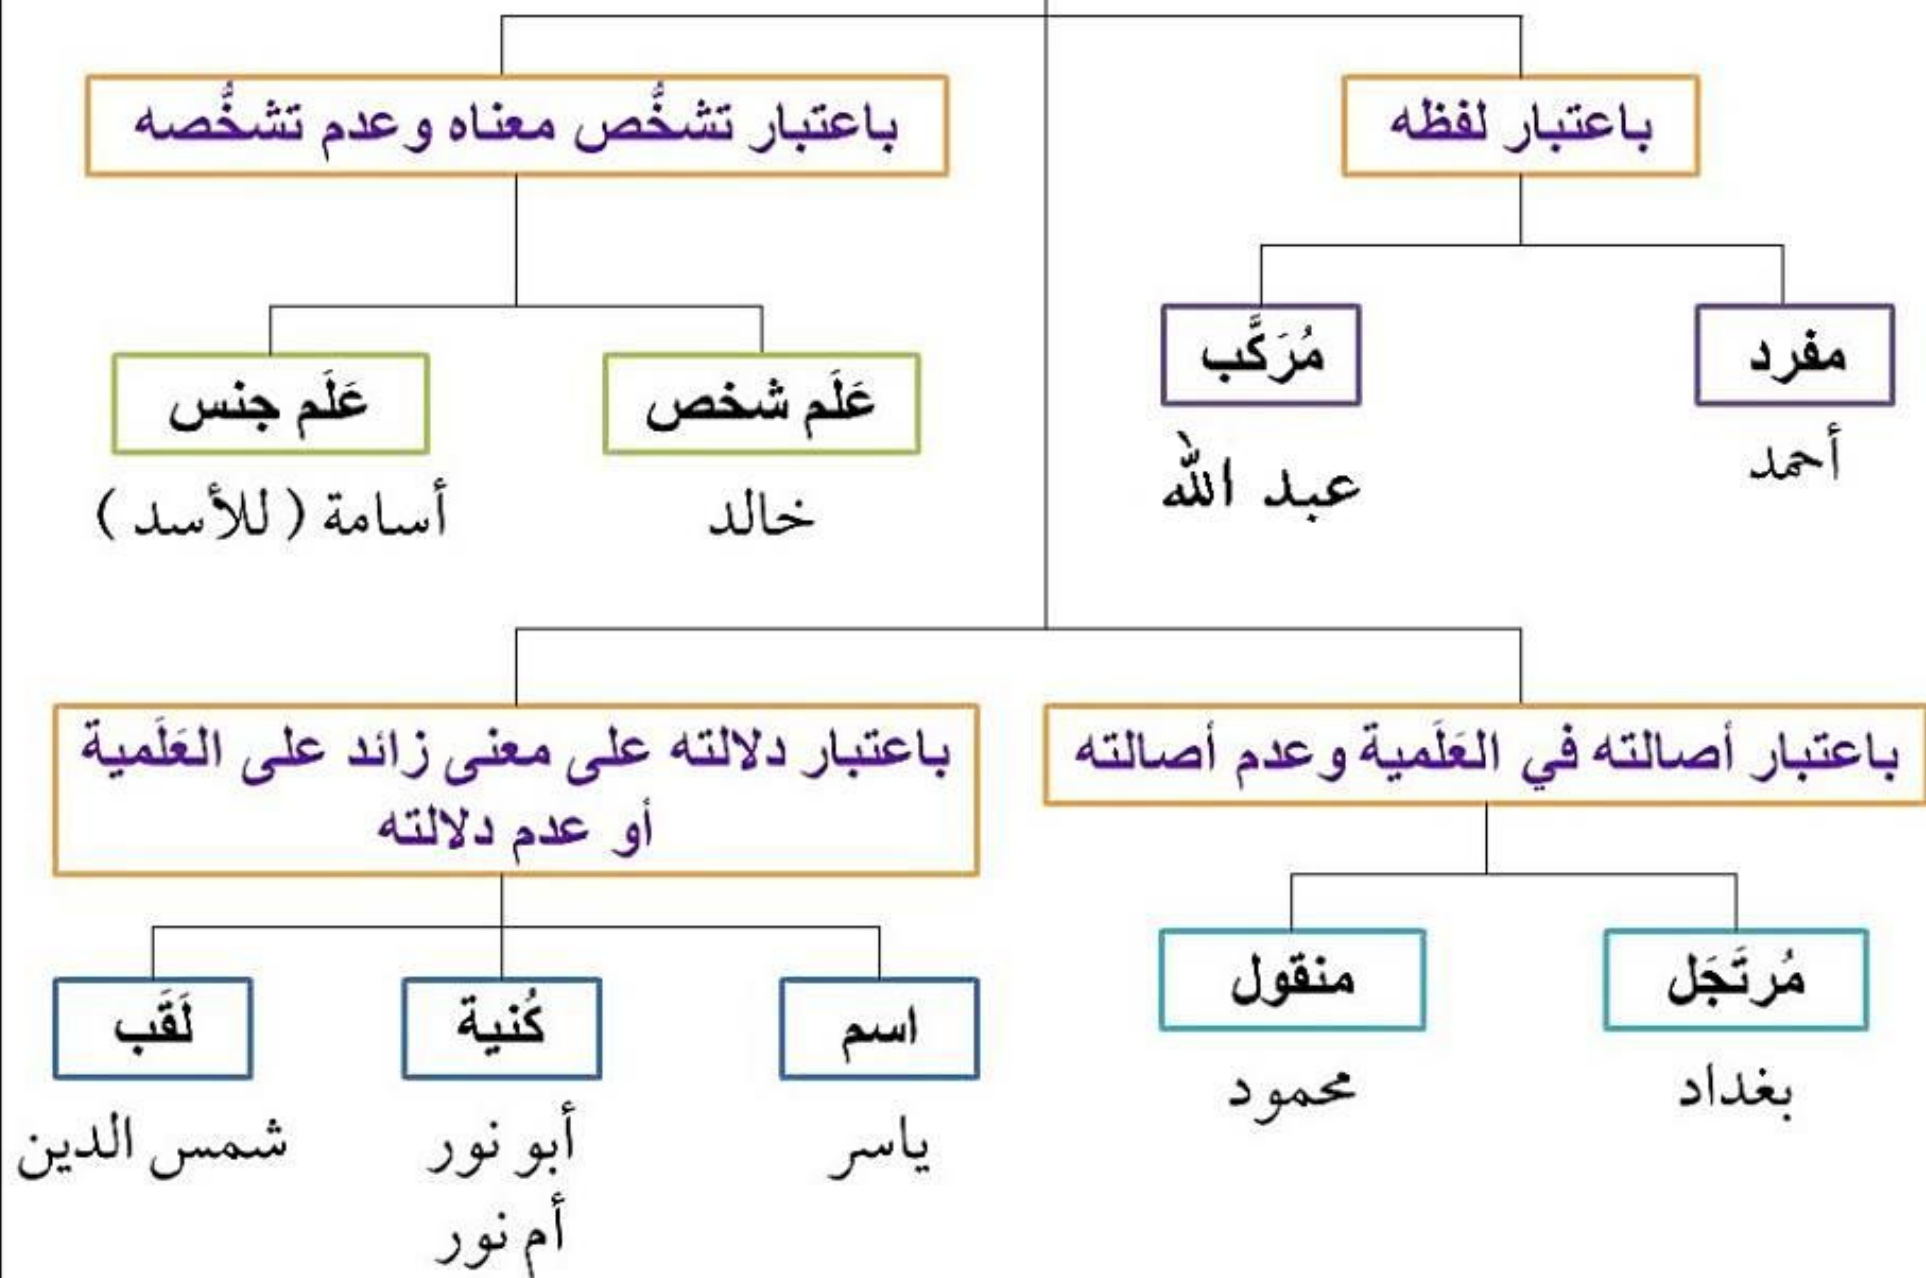 باعتبار لفظه
باعتبار تشخُّص معناه وعدم تشخُّصه
مفرد
أحمد
مُرَكَّب
عبد الله
عَلَم شخص
خالد
عَلَم جنس
أسامة ( للأسد )
باعتبار أصالته في العَلَمية وعدم أصالته
باعتبار دلالته على معنى زائد على العَلَمية
أو عدم دلالته
مُرتَجَل
بغداد
منقول
محمود
اسم
ياسر
كُنية
أبو نور
أم نور
لَقَب
شمس الدين